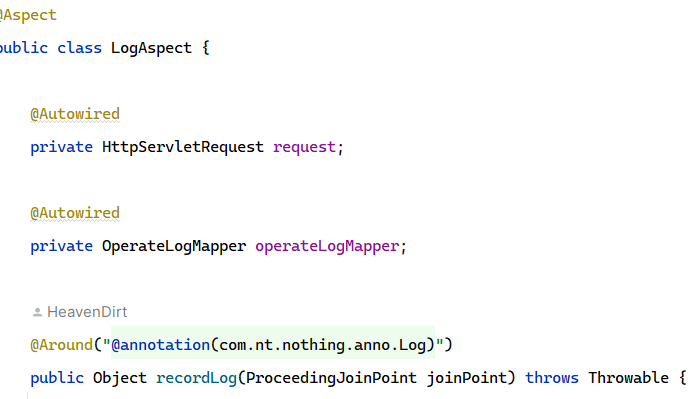 @Aspect
public class LogAspect {
@Autowired
private HttpServletRequest request;
@Autowired
private OperateLogMapper operateLogMapper;
HeavenDirt
@Around("@annotation(com.nt.nothing.anno.Log)")
public Object recordLog(ProceedingJoinPoint joinPoint) throws Throwable {